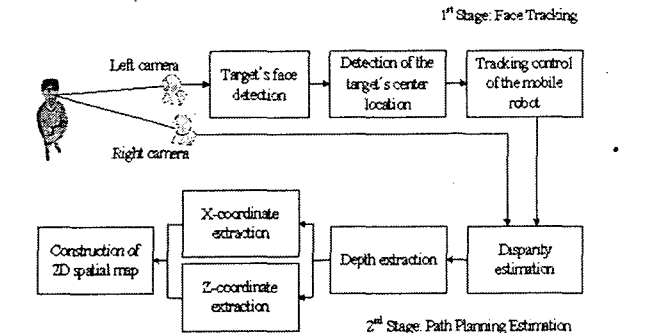 1st Stage: Face Tracking
Left camera
Right camera
Target's face
detection
Detection of the
target's center
location
Tracking control
of the mobile
robot
X-coordinate
extraction
Z-coordinate
extraction
Construction of
2D spatial map
Depth extraction
Disparity
estimation
2nd Stage: Path Planning Estimation